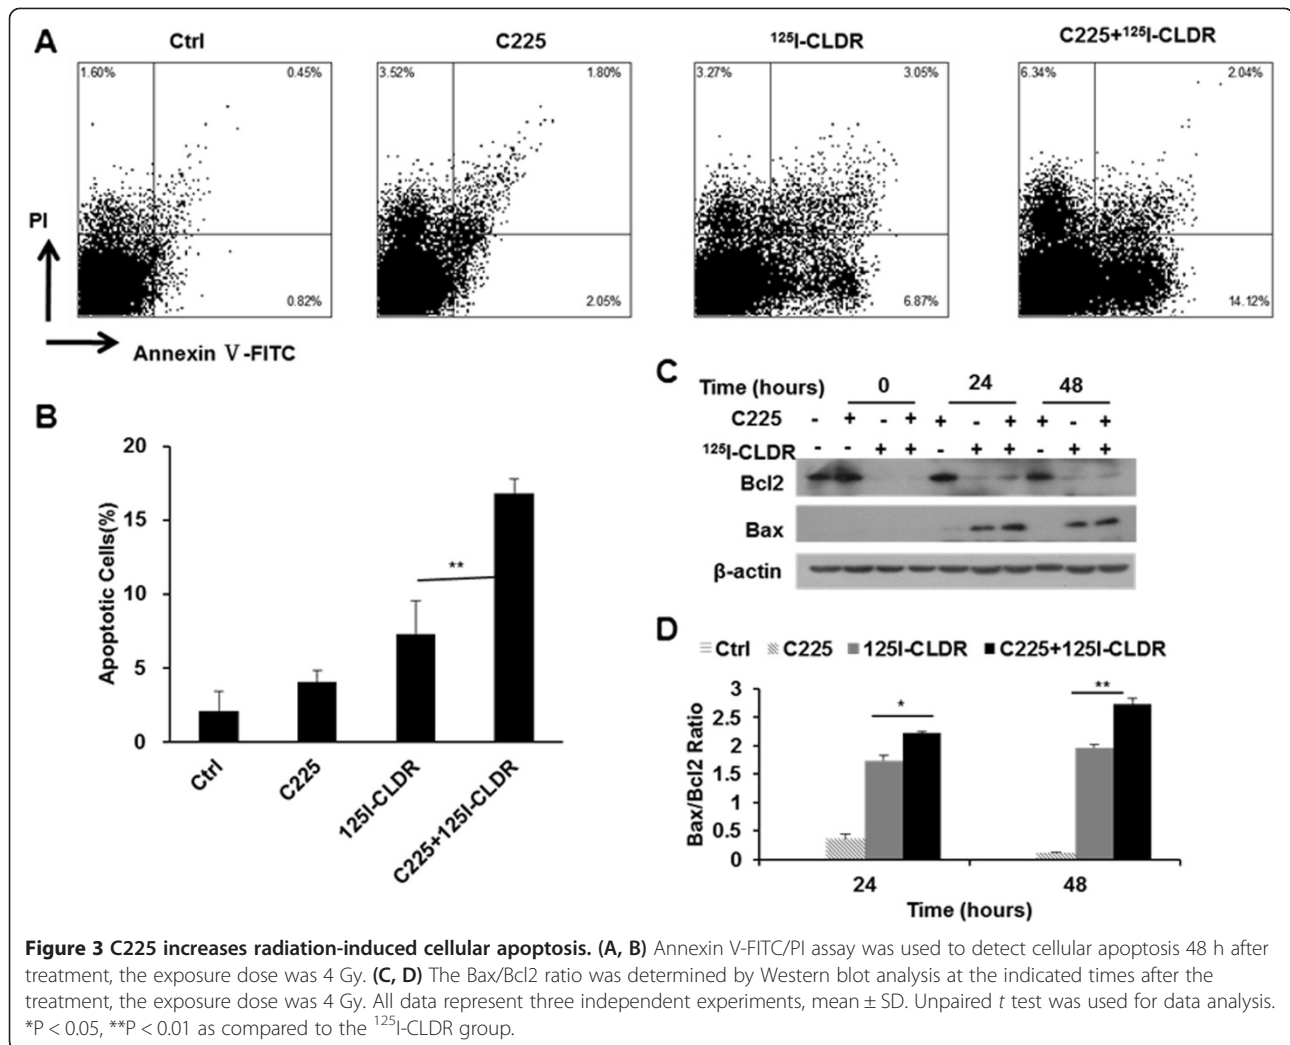 A
Ctrl
C225
¹²⁵I-CLDR
C225+¹²⁵I-CLDR
1.60%
0.45%
3.52%
1.80%
3.27%
3.05%
6.34%
2.04%
PI
0.82%
2.05%
6.87%
14.12%
Annexin V-FITC
B
20
15
10
5
0
Apoptotic Cells(%)
**
Ctrl
C225
125I-CLDR
C225+125I-CLDR
C
Time (hours) 0 24 48
C225 - + - + + - + + - +
¹²⁵I-CLDR - - + + - + + - + +
Bcl2
Bax
β-actin
D
Ctrl C225 125I-CLDR C225+125I-CLDR
3
2.5
2
1.5
1
0.5
0
Bax/Bcl2 Ratio
*
**
24
48
Time (hours)
Figure 3 C225 increases radiation-induced cellular apoptosis. (A, B) Annexin V-FITC/PI assay was used to detect cellular apoptosis 48 h after
treatment, the exposure dose was 4 Gy. (C, D) The Bax/Bcl2 ratio was determined by Western blot analysis at the indicated times after the
treatment, the exposure dose was 4 Gy. All data represent three independent experiments, mean ± SD. Unpaired t test was used for data analysis.
*P < 0.05, **P < 0.01 as compared to the ¹²⁵I-CLDR group.